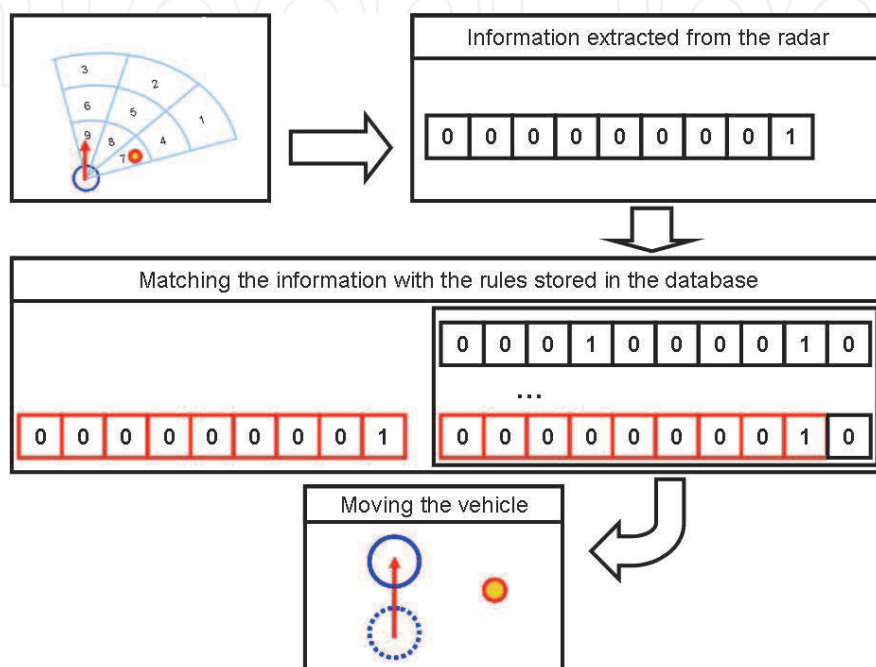 Information extracted from the radar
3
2
6
5
1
9
8
4
7
0 0 0 0 0 0 0 0 1
Matching the information with the rules stored in the database
0 0 0 1 0 0 0 0 1 0
...
0 0 0 0 0 0 0 0 1
0 0 0 0 0 0 0 0 1 0
Moving the vehicle